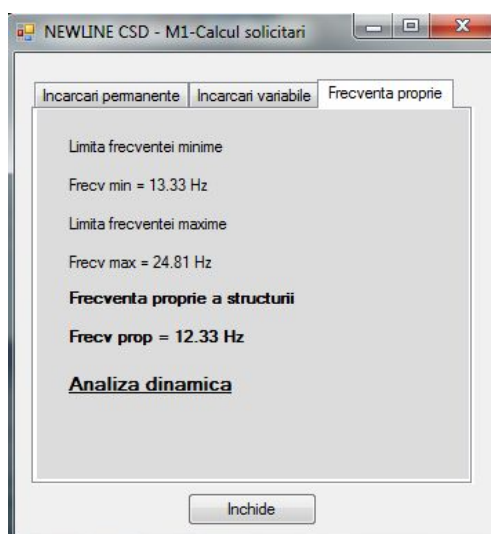 NEWLINE CSD - M1-Calcul solicitari
Incarcari permanente Incarcari variabile Frecventa proprie
Limita frecventei minime
Frecv min = 13.33 Hz
Limita frecventei maxime
Frecv max = 24.81 Hz
Frecventa proprie a structurii
Frecv prop = 12.33 Hz
Analiza dinamica
Inchide